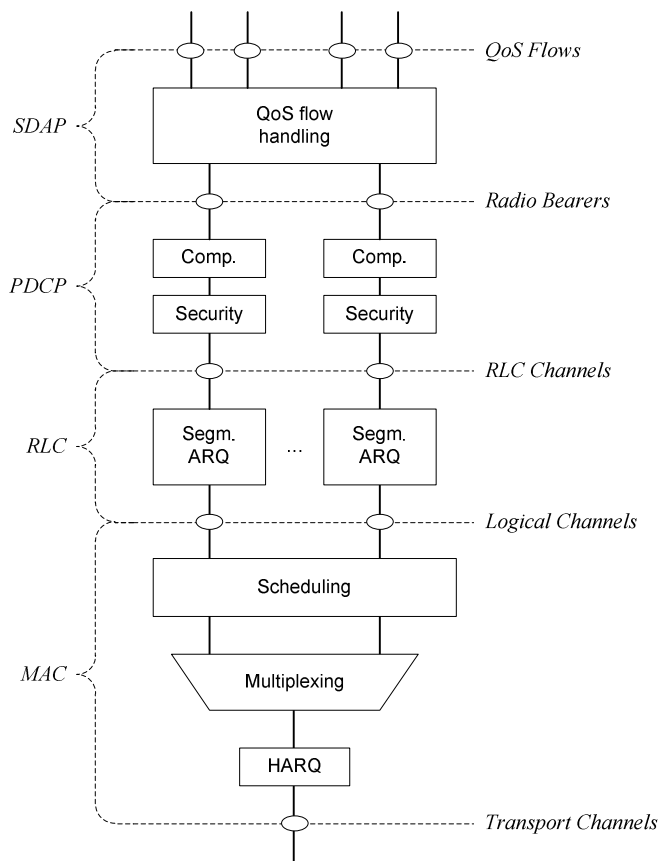 QoS Flows
SDAP
QoS flow
handling
Radio Bearers
Comp. Comp.
PDCP
Security Security
RLC Channels
Segm. Segm.
RLC
ARQ ... ARQ
Logical Channels
Scheduling
MAC
Multiplexing
HARQ
Transport Channels